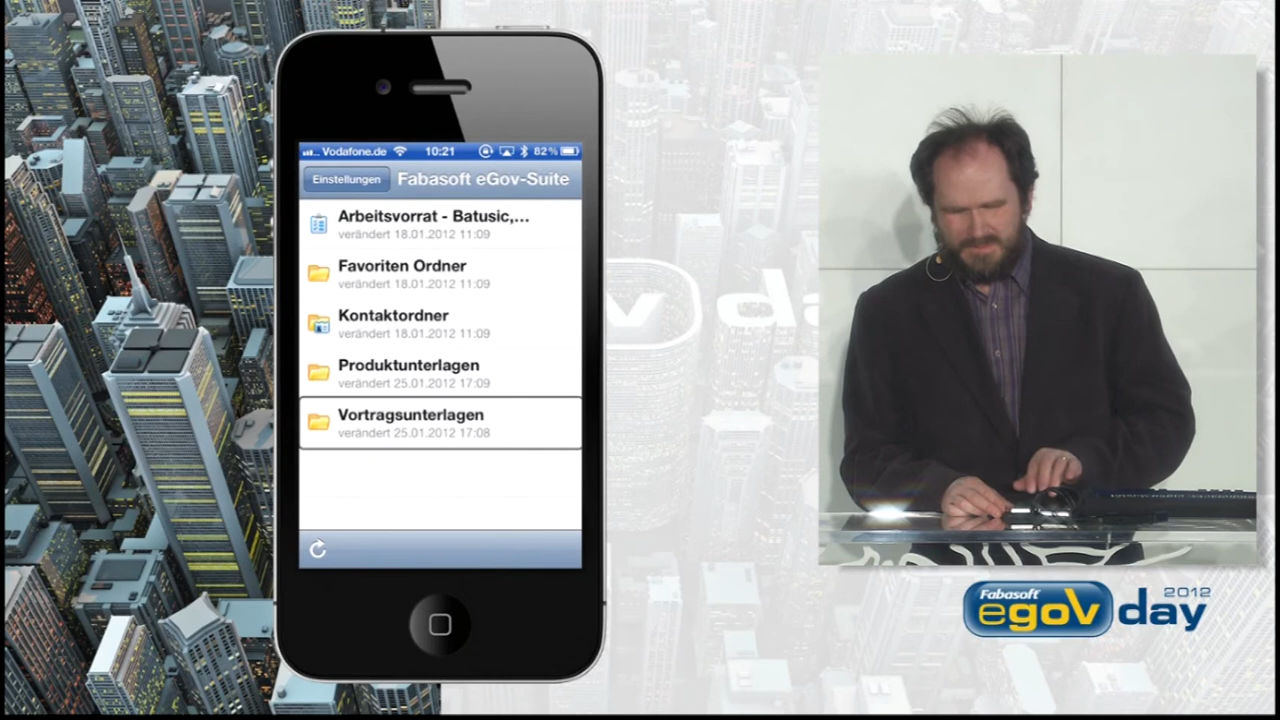 Vodafone.de 10:21 82%
Einstellungen Fabasoft eGov-Suite
Arbeitsvorrat - Batusic,...
verändert 18.01.2012 11:09
Favoriten Ordner
verändert 18.01.2012 11:09
Kontaktordner
verändert 18.01.2012 11:09
Produktunterlagen
verändert 25.01.2012 17:09
Vortragsunterlagen
verändert 25.01.2012 17:08
v da
Fabasoft
egov day 2012